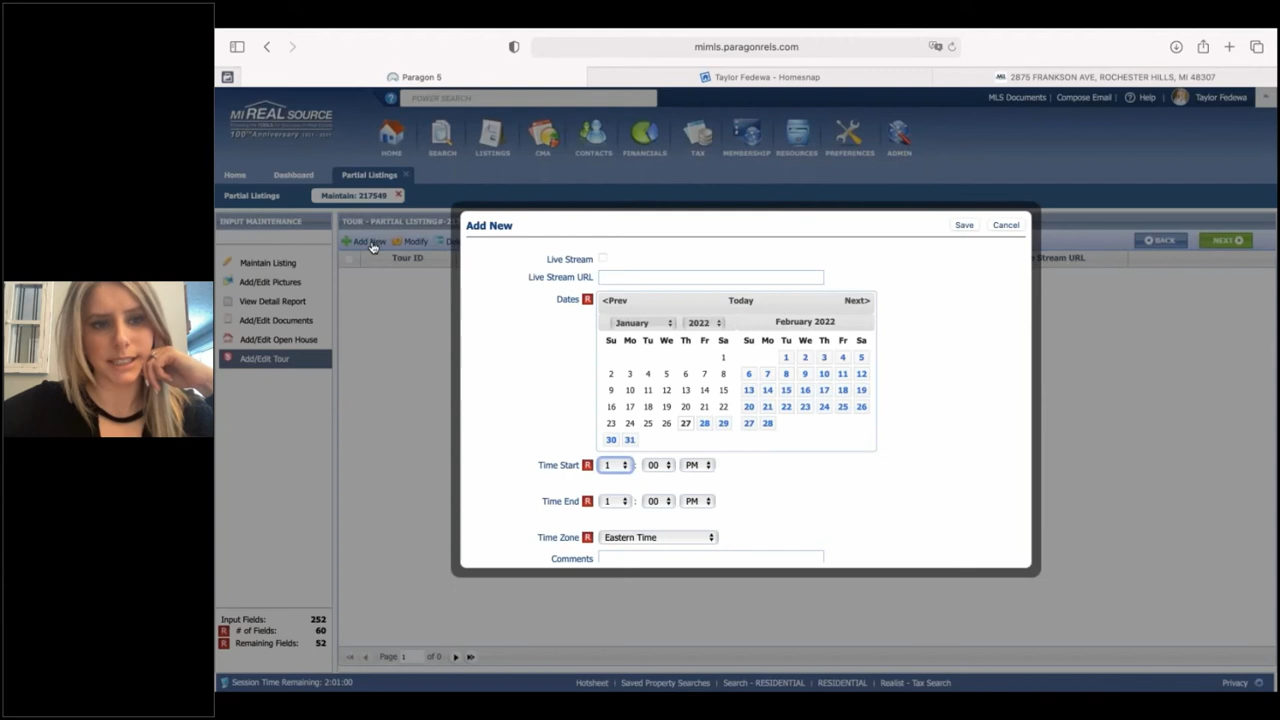 mimls.paragonrels.com
Paragon 5
Taylor Fedewa - Homesnap
2875 FRANKSON AVE, ROCHESTER HILLS, MI 48307
MiREAL SOURCE
POWER SEARCH
MLS Documents Compose Email Help Taylor Fedewa
HOME SEARCH LISTINGS CMA CONTACTS FINANCIALS TAX MEMBERSHIP RESOURCES PREFERENCES ADMIN
Home Dashboard Partial Listings
Partial Listings Maintain: 217549
INPUT MAINTENANCE
Maintain Listing
Add/Edit Pictures
View Detail Report
Add/Edit Documents
Add/Edit Open House
Add/Edit Tour
Input Fields: 252
R # of Fields: 60
R Remaining Fields: 52
TOUR - PARTIAL LISTING#-21
Add New Modify
BACK NEXT
Tour ID
Stream URL
Add New Save Cancel
Live Stream
Live Stream URL
Dates R <Prev Today Next>
January 2022 February 2022
Su Mo Tu We Th Fr Sa Su Mo Tu We Th Fr Sa
1 1 2 3 4 5
2 3 4 5 6 7 8 6 7 8 9 10 11 12
9 10 11 12 13 14 15 13 14 15 16 17 18 19
16 17 18 19 20 21 22 20 21 22 23 24 25 26
23 24 25 26 27 28 29 27 28
30 31
Time Start R 1 : 00 PM
Time End R 1 : 00 PM
Time Zone R Eastern Time
Comments
Page 1 of 0
Session Time Remaining: 2:01:00 Hotsheet Saved Property Searches Search - RESIDENTIAL RESIDENTIAL Realist - Tax Search Privacy